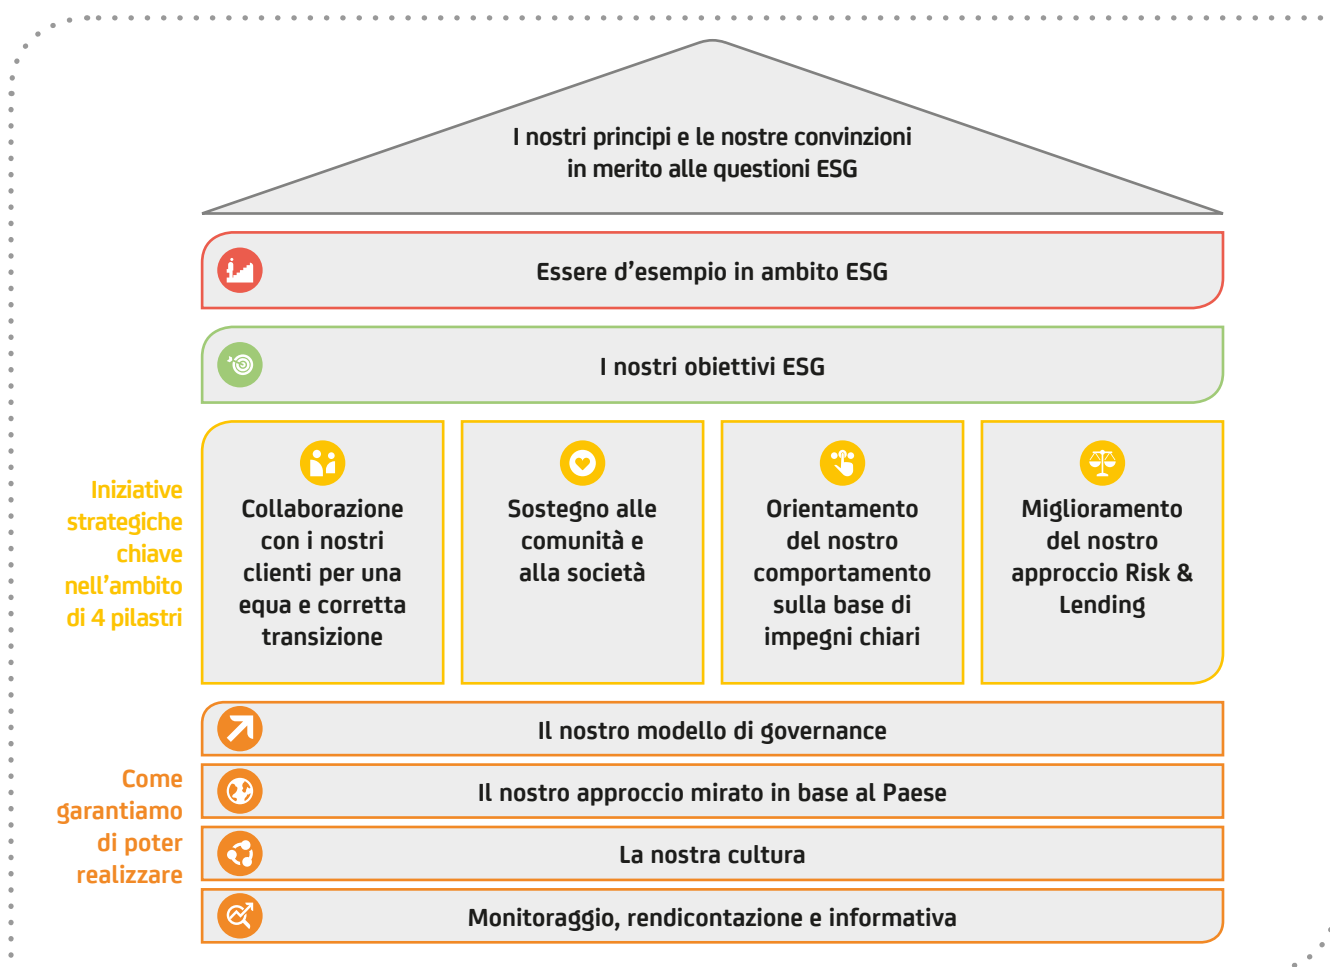 I nostri principi e le nostre convinzioni
in merito alle questioni ESG
Essere d'esempio in ambito ESG
I nostri obiettivi ESG
Iniziative
strategiche
chiave
nell'ambito
di 4 pilastri
Collaborazione
con i nostri
clienti per una
equa e corretta
transizione
Sostegno alle
comunità e
alla società
Orientamento
del nostro
comportamento
sulla base di
impegni chiari
Miglioramento
del nostro
approccio Risk &
Lending
Come
garantiamo
di poter
realizzare
Il nostro modello di governance
Il nostro approccio mirato in base al Paese
La nostra cultura
Monitoraggio, rendicontazione e informativa